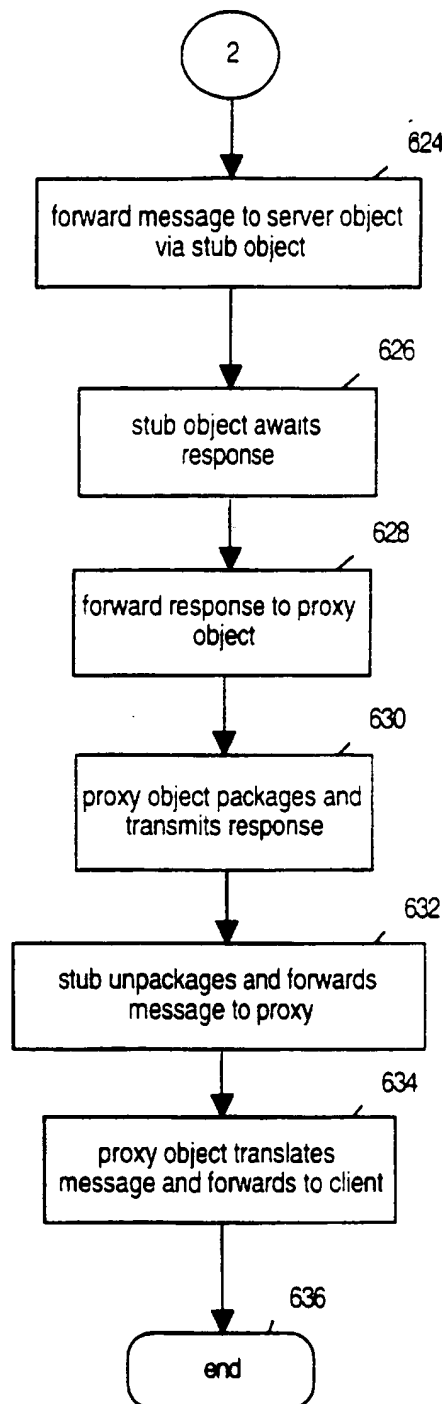 2
624
forward message to server object
via stub object
626
stub object awaits
response
628
forward response to proxy
object
630
proxy object packages and
transmits response
632
stub unpackages and forwards
message to proxy
634
proxy object translates
message and forwards to client
636
end